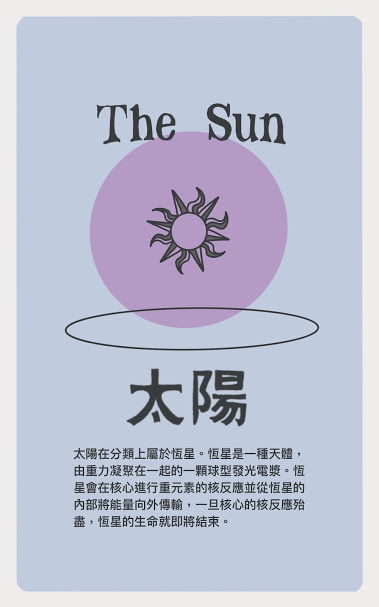 The Sun
太陽
太陽在分類上屬於恆星。恆星是一種天體，
由重力凝聚在一起的一顆球型發光電漿。恆
星會在核心進行重元素的核反應並從恆星的
內部將能量向外傳輸，一旦核心的核反應殆
盡，恆星的生命就即將結束。